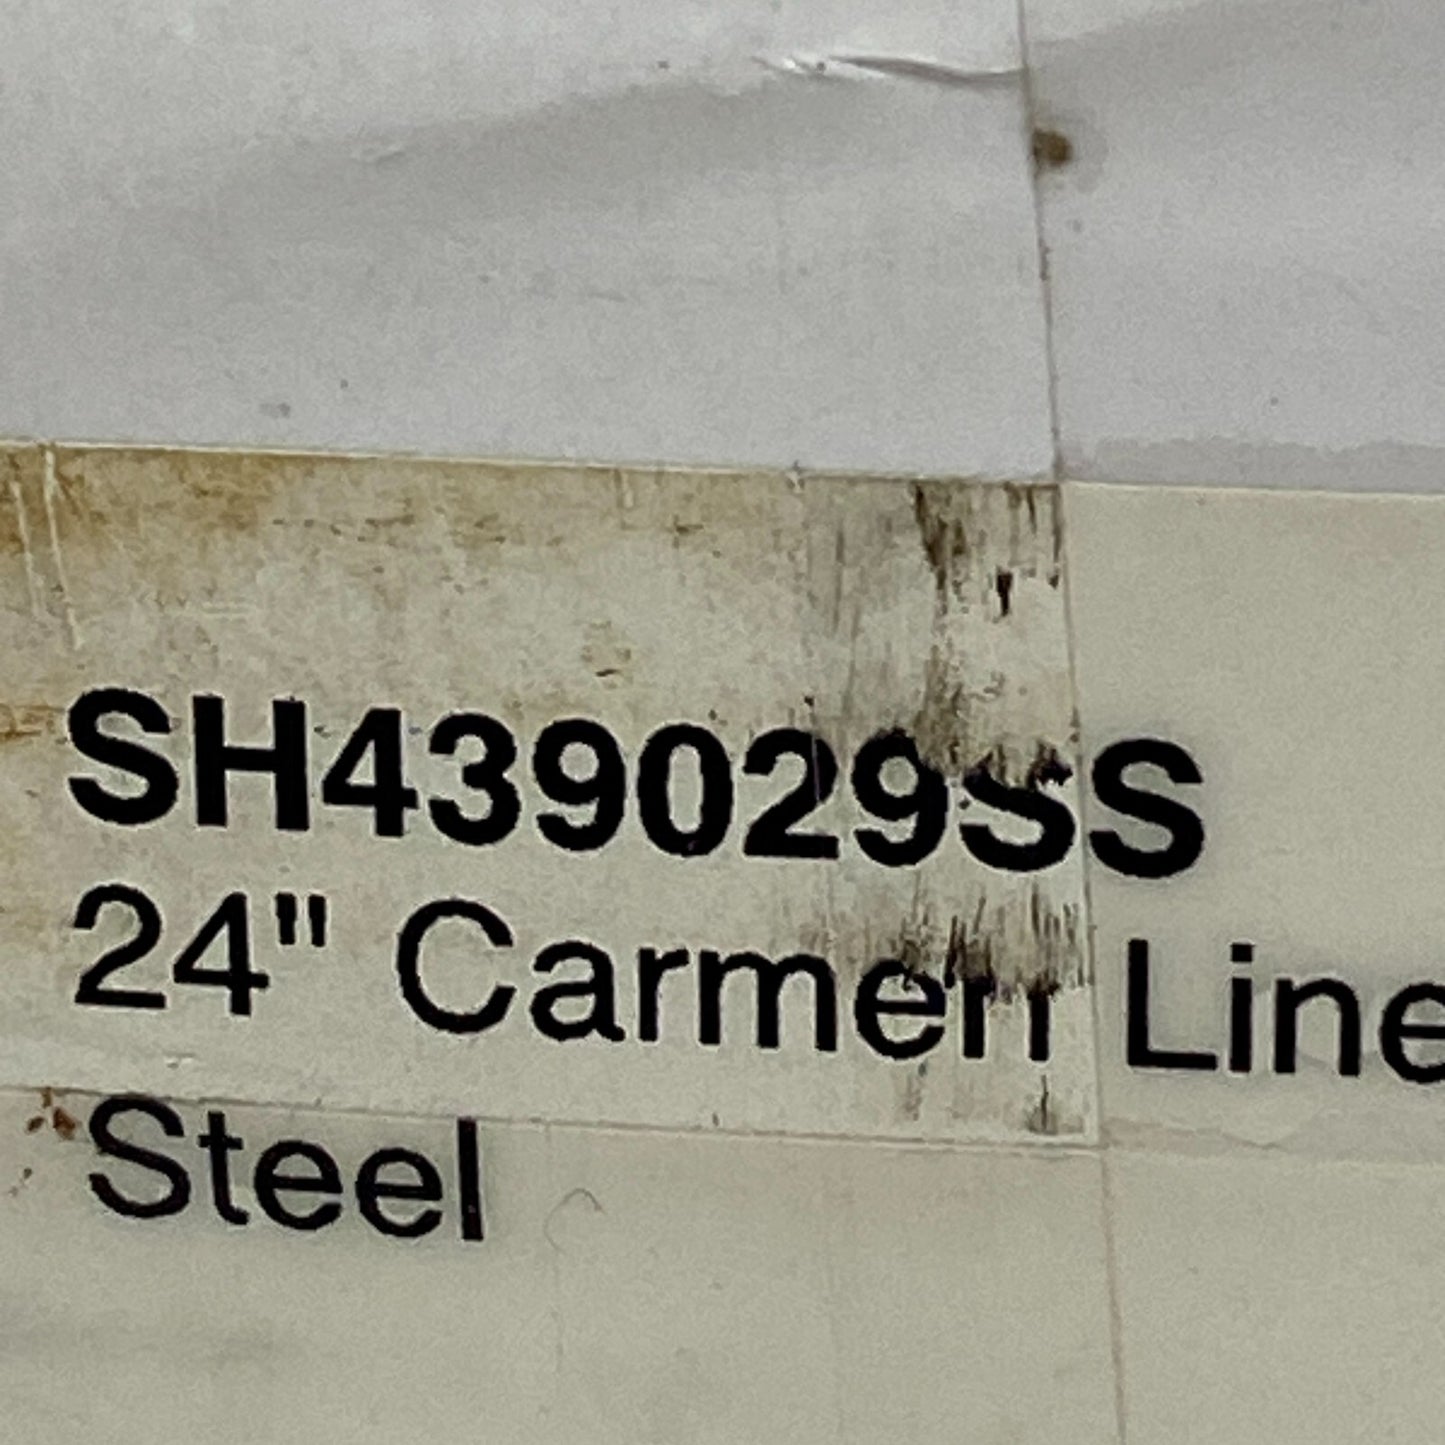 SH439029SS
24" Carmen Line
Steel